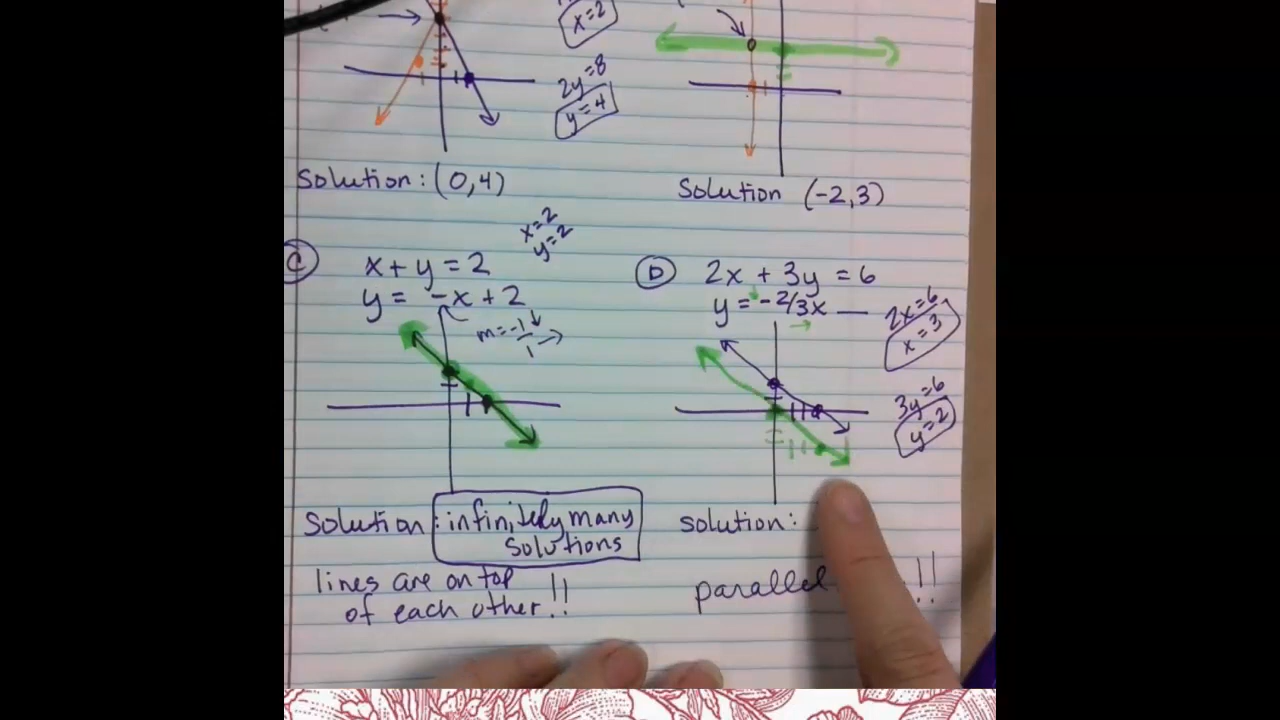 x=2
2y=8
y=4
Solution: (0,4)
Solution (-2,3)
C
x+y=2
y= -x+2
x=2
y=2
m=-1
1
Solution: infinitely many
solutions
lines are on top
of each other!!
D
2x + 3y = 6
y = -2/3x __
2x=6
x=3
3y=6
y=2
solution:
parallel !!